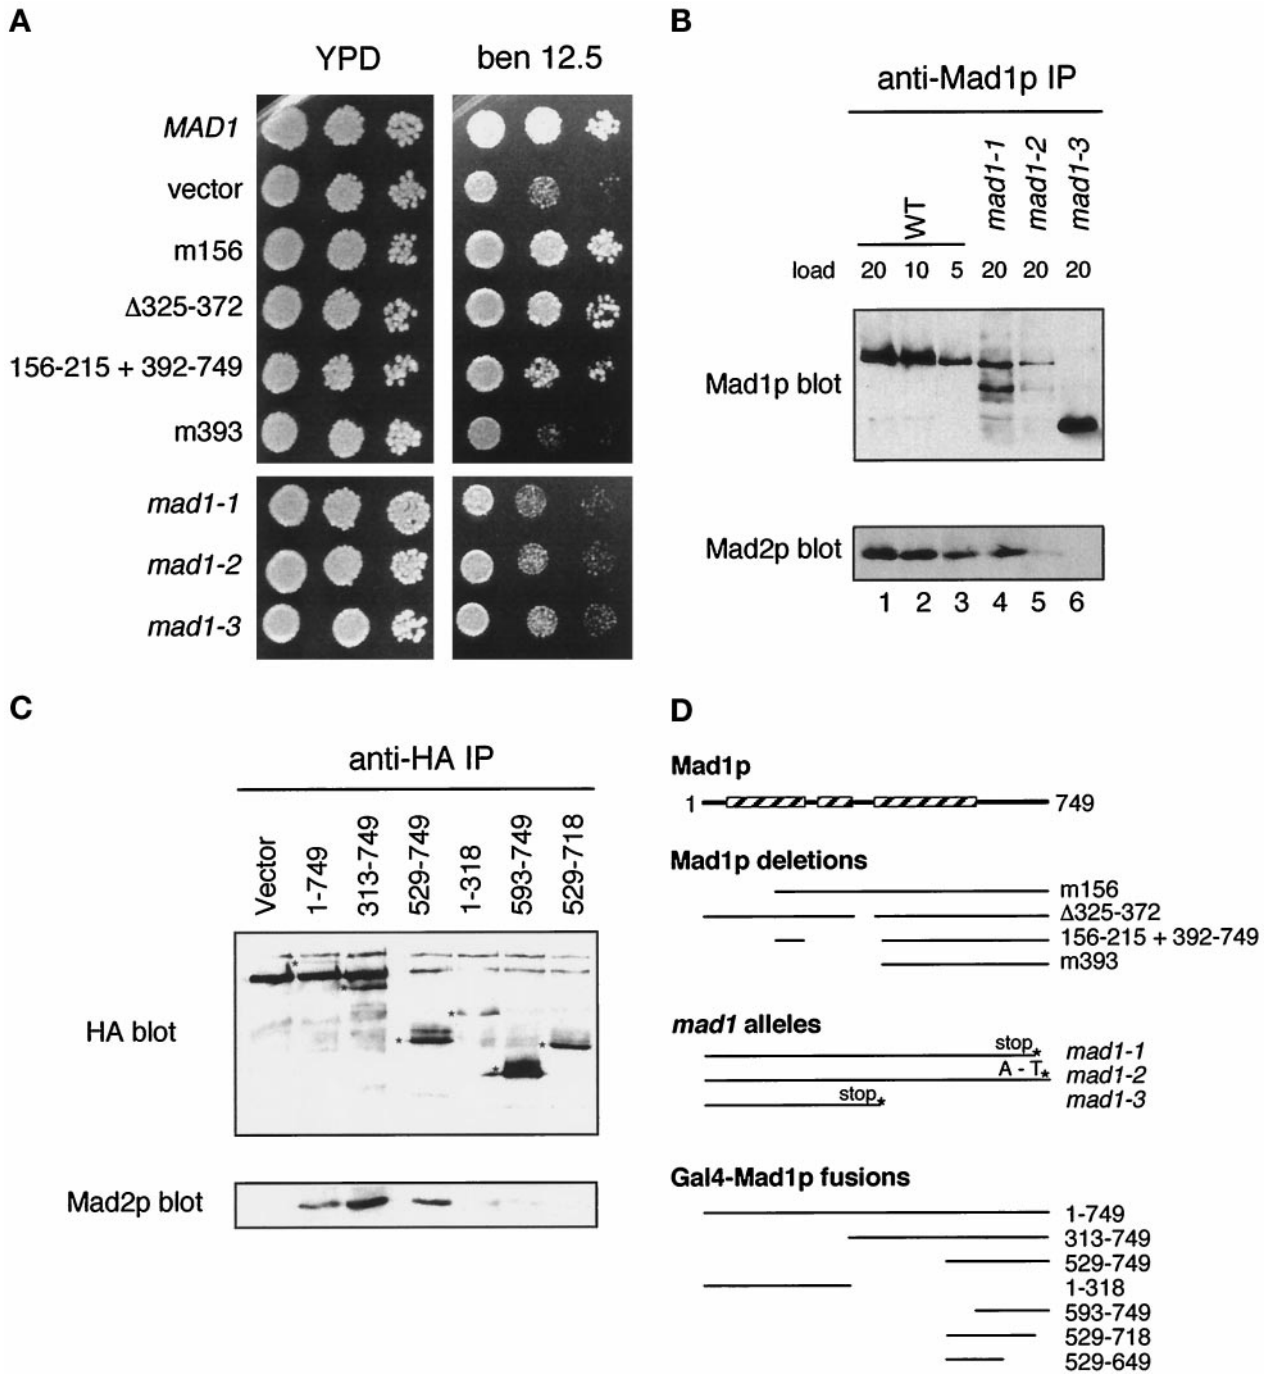 A
YPD
ben 12.5
MAD1
vector
m156
Δ325-372
156-215 + 392-749
m393
mad1-1
mad1-2
mad1-3
B
anti-Mad1p IP
WT
mad1-1
mad1-2
mad1-3
load 20 10 5 20 20 20
Mad1p blot
Mad2p blot
1 2 3 4 5 6
C
anti-HA IP
Vector
1-749
313-749
529-749
1-318
593-749
529-718
HA blot
* * * * * *
Mad2p blot
D
Mad1p
1 749
Mad1p deletions
m156
Δ325-372
156-215 + 392-749
m393
mad1 alleles
stop* mad1-1
A - T* mad1-2
stop* mad1-3
Gal4-Mad1p fusions
1-749
313-749
529-749
1-318
593-749
529-718
529-649